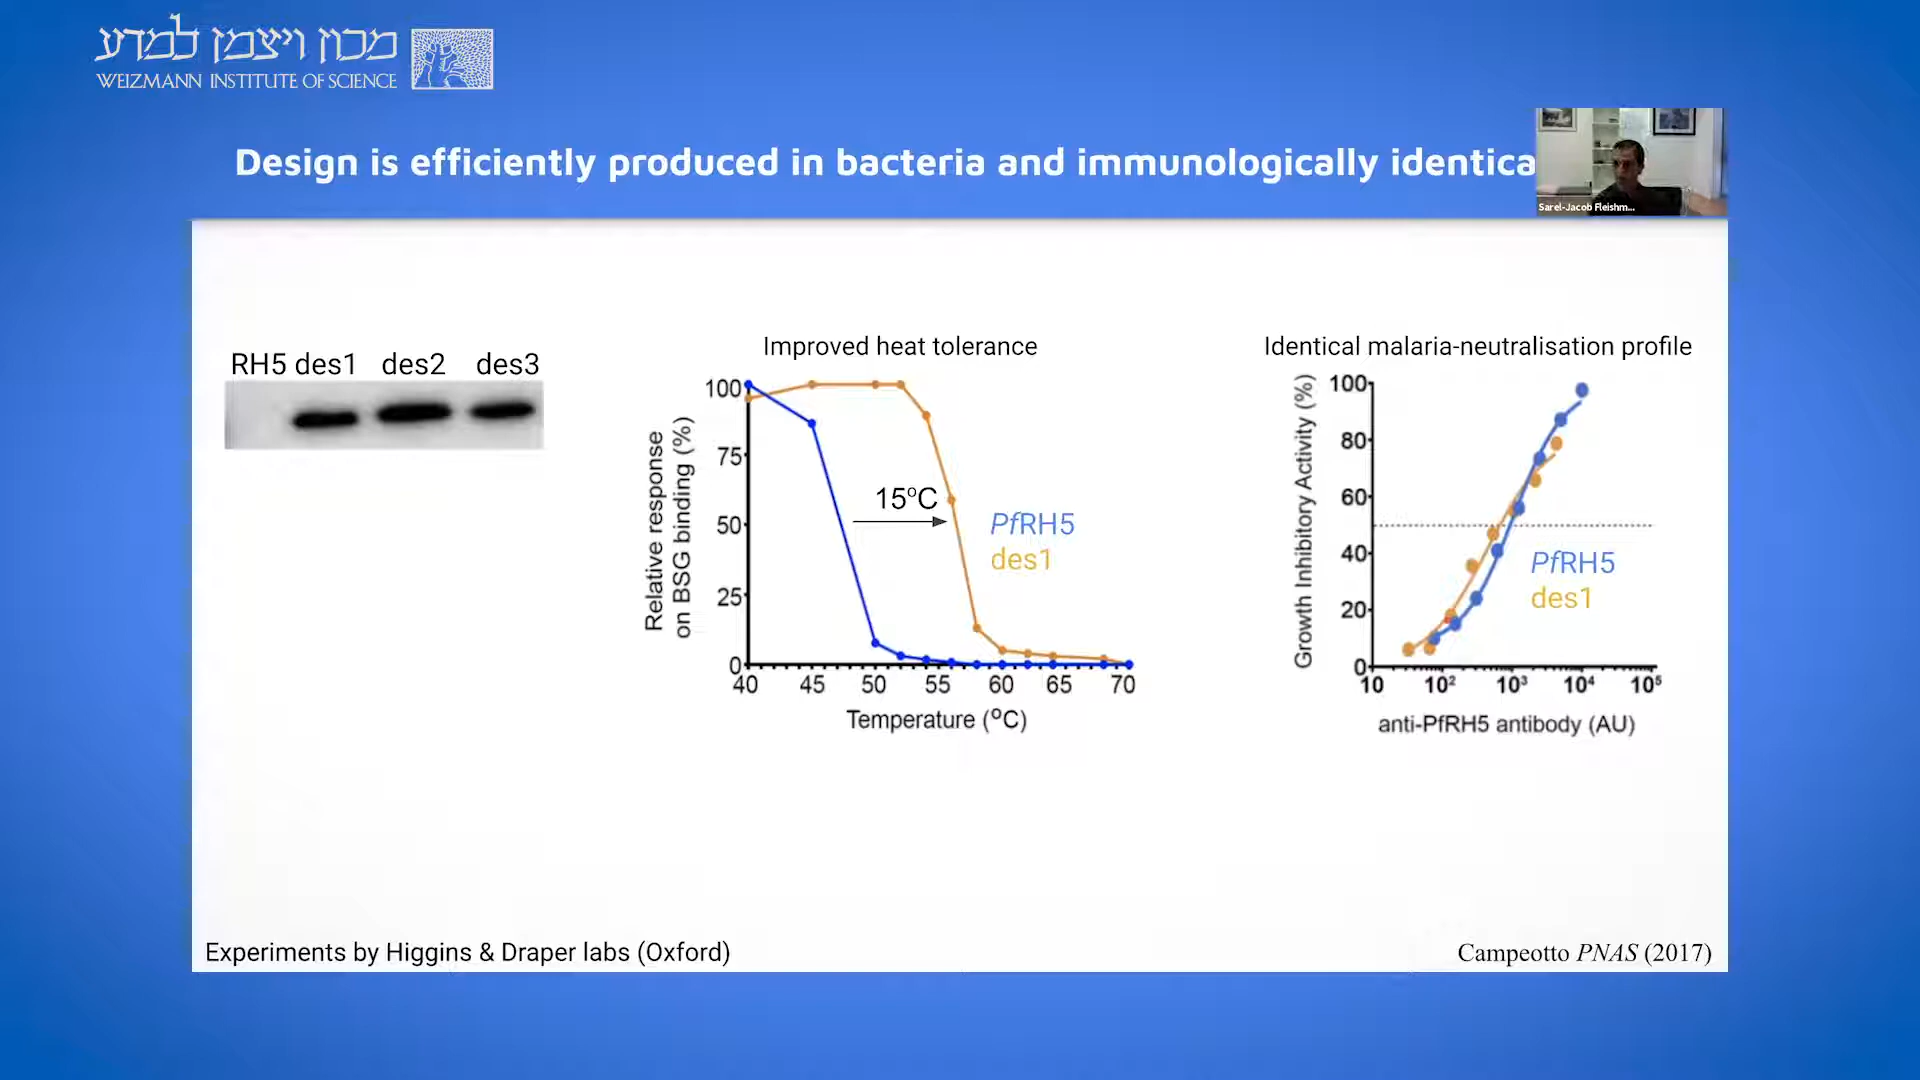 מכון ויצמן למדע
WEIZMANN INSTITUTE OF SCIENCE
Design is efficiently produced in bacteria and immunologically identica
Sarel-Jacob Fleishm...
RH5 des1 des2 des3
Improved heat tolerance
Relative response
on BSG binding (%)
100
75
50
25
0
40 45 50 55 60 65 70
Temperature (°C)
15°C
PfRH5
des1
Identical malaria-neutralisation profile
Growth Inhibitory Activity (%)
100
80
60
40
20
0
10 10² 10³ 10⁴ 10⁵
anti-PfRH5 antibody (AU)
PfRH5
des1
Experiments by Higgins & Draper labs (Oxford)
Campeotto PNAS (2017)